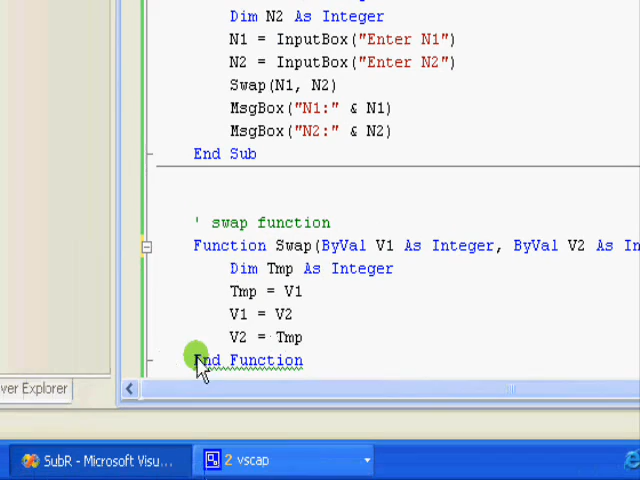 Dim N2 As Integer
N1 = InputBox("Enter N1")
N2 = InputBox("Enter N2")
Swap(N1, N2)
MsgBox("N1:" & N1)
MsgBox("N2:" & N2)
End Sub
' swap function
Function Swap(ByVal V1 As Integer, ByVal V2 As In
Dim Tmp As Integer
Tmp = V1
V1 = V2
V2 = Tmp
End Function
ver Explorer
SubR - Microsoft Visu...
2 vscap